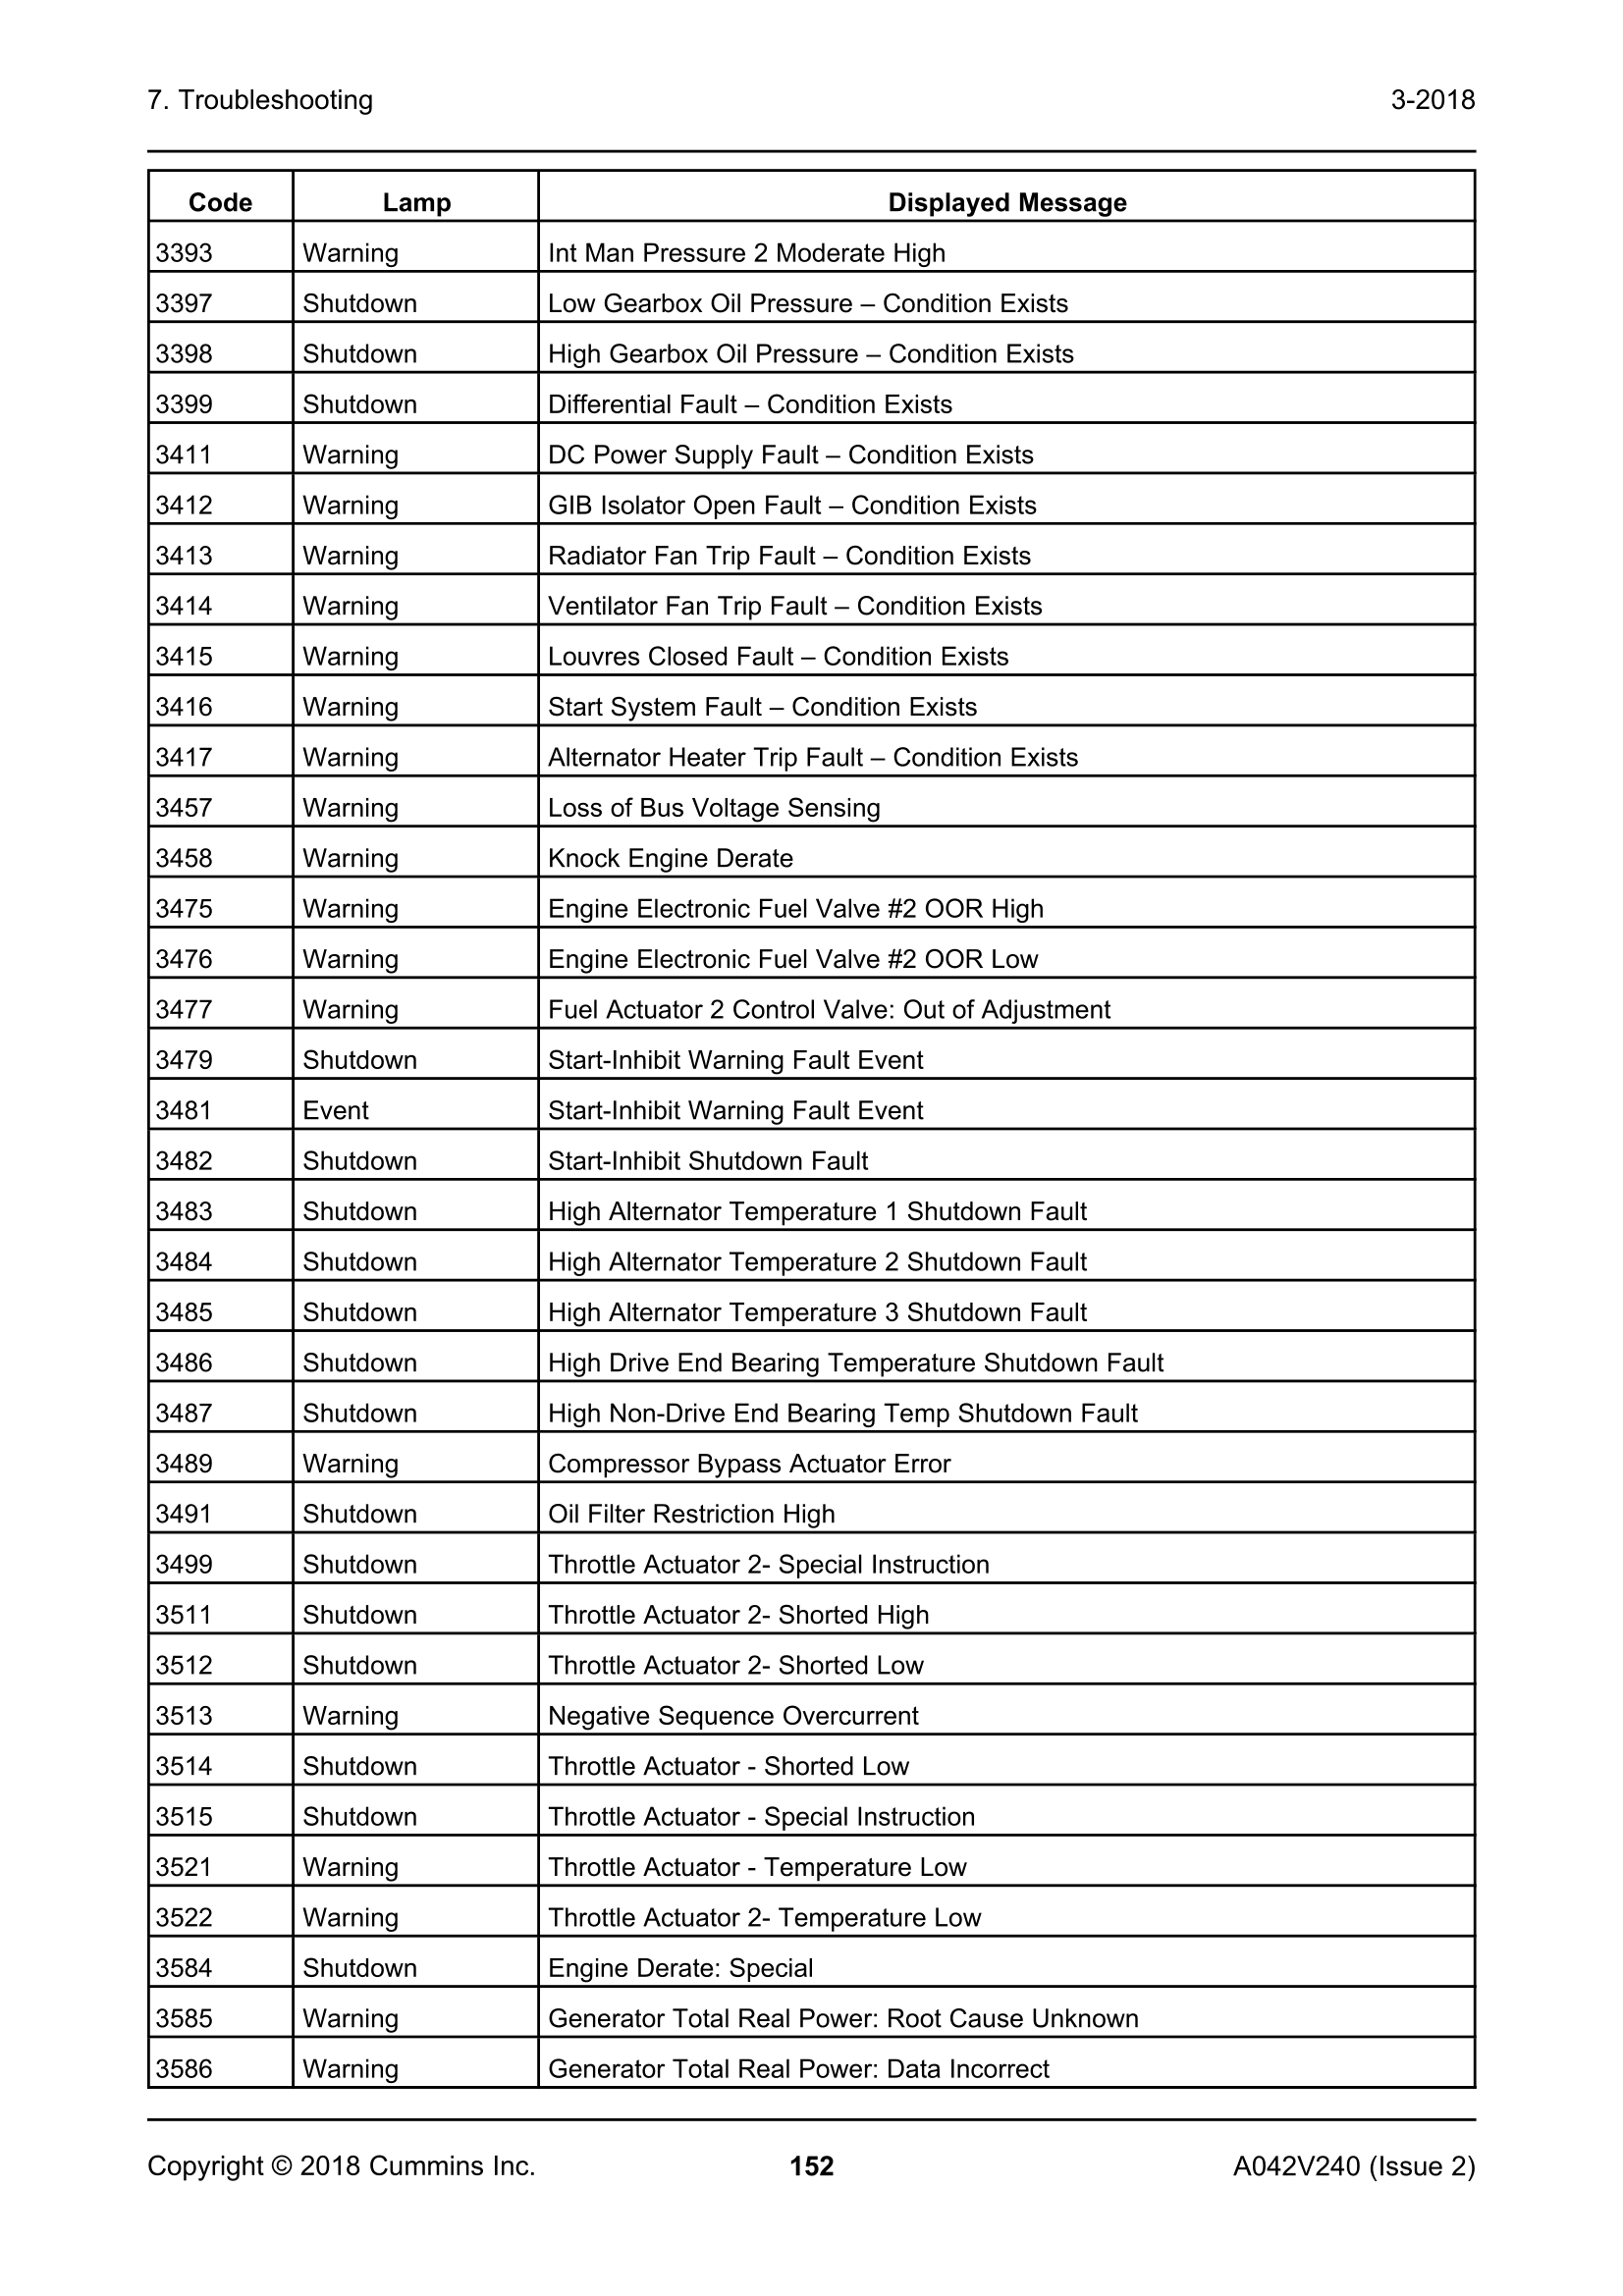 7. Troubleshooting 3-2018
Code Lamp Displayed Message
3393 Warning Int Man Pressure 2 Moderate High
3397 Shutdown Low Gearbox Oil Pressure – Condition Exists
3398 Shutdown High Gearbox Oil Pressure – Condition Exists
3399 Shutdown Differential Fault – Condition Exists
3411 Warning DC Power Supply Fault – Condition Exists
3412 Warning GIB Isolator Open Fault – Condition Exists
3413 Warning Radiator Fan Trip Fault – Condition Exists
3414 Warning Ventilator Fan Trip Fault – Condition Exists
3415 Warning Louvres Closed Fault – Condition Exists
3416 Warning Start System Fault – Condition Exists
3417 Warning Alternator Heater Trip Fault – Condition Exists
3457 Warning Loss of Bus Voltage Sensing
3458 Warning Knock Engine Derate
3475 Warning Engine Electronic Fuel Valve #2 OOR High
3476 Warning Engine Electronic Fuel Valve #2 OOR Low
3477 Warning Fuel Actuator 2 Control Valve: Out of Adjustment
3479 Shutdown Start-Inhibit Warning Fault Event
3481 Event Start-Inhibit Warning Fault Event
3482 Shutdown Start-Inhibit Shutdown Fault
3483 Shutdown High Alternator Temperature 1 Shutdown Fault
3484 Shutdown High Alternator Temperature 2 Shutdown Fault
3485 Shutdown High Alternator Temperature 3 Shutdown Fault
3486 Shutdown High Drive End Bearing Temperature Shutdown Fault
3487 Shutdown High Non-Drive End Bearing Temp Shutdown Fault
3489 Warning Compressor Bypass Actuator Error
3491 Shutdown Oil Filter Restriction High
3499 Shutdown Throttle Actuator 2- Special Instruction
3511 Shutdown Throttle Actuator 2- Shorted High
3512 Shutdown Throttle Actuator 2- Shorted Low
3513 Warning Negative Sequence Overcurrent
3514 Shutdown Throttle Actuator - Shorted Low
3515 Shutdown Throttle Actuator - Special Instruction
3521 Warning Throttle Actuator - Temperature Low
3522 Warning Throttle Actuator 2- Temperature Low
3584 Shutdown Engine Derate: Special
3585 Warning Generator Total Real Power: Root Cause Unknown
3586 Warning Generator Total Real Power: Data Incorrect
Copyright © 2018 Cummins Inc. 152 A042V240 (Issue 2)